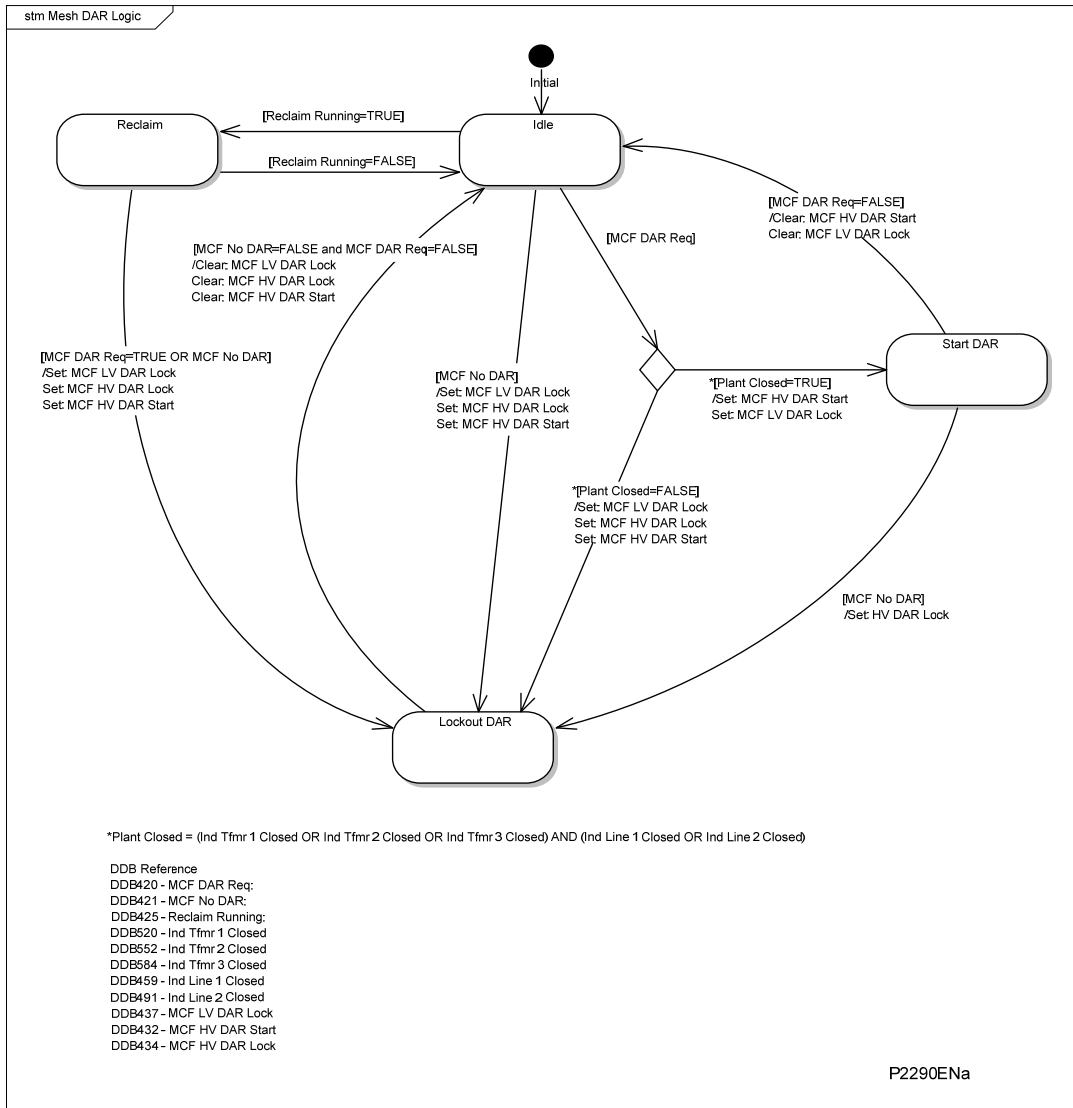 stm Mesh DAR Logic
Initial
Reclaim
[Reclaim Running=TRUE]
Idle
[Reclaim Running=FALSE]
[MCF DAR Req=FALSE]
/Clear: MCF HV DAR Start
Clear: MCF LV DAR Lock
[MCF No DAR=FALSE and MCF DAR Req=FALSE]
/Clear: MCF LV DAR Lock
Clear: MCF HV DAR Lock
Clear: MCF HV DAR Start
[MCF DAR Req]
[MCF DAR Req=TRUE OR MCF No DAR]
/Set: MCF LV DAR Lock
Set: MCF HV DAR Lock
Set: MCF HV DAR Start
[MCF No DAR]
/Set: MCF LV DAR Lock
Set: MCF HV DAR Lock
Set: MCF HV DAR Start
Start DAR
*[Plant Closed=TRUE]
/Set: MCF HV DAR Start
Set: MCF LV DAR Lock
*[Plant Closed=FALSE]
/Set: MCF LV DAR Lock
Set: MCF HV DAR Lock
Set: MCF HV DAR Start
[MCF No DAR]
/Set: HV DAR Lock
Lockout DAR
*Plant Closed = (Ind Tfmr 1 Closed OR Ind Tfmr 2 Closed OR Ind Tfmr 3 Closed) AND (Ind Line 1 Closed OR Ind Line 2 Closed)
DDB Reference
DDB420 - MCF DAR Req:
DDB421 - MCF No DAR:
DDB425 - Reclaim Running:
DDB520 - Ind Tfmr 1 Closed
DDB552 - Ind Tfmr 2 Closed
DDB584 - Ind Tfmr 3 Closed
DDB459 - Ind Line 1 Closed
DDB491 - Ind Line 2 Closed
DDB437 - MCF LV DAR Lock
DDB432 - MCF HV DAR Start
DDB434 - MCF HV DAR Lock
P2290ENa